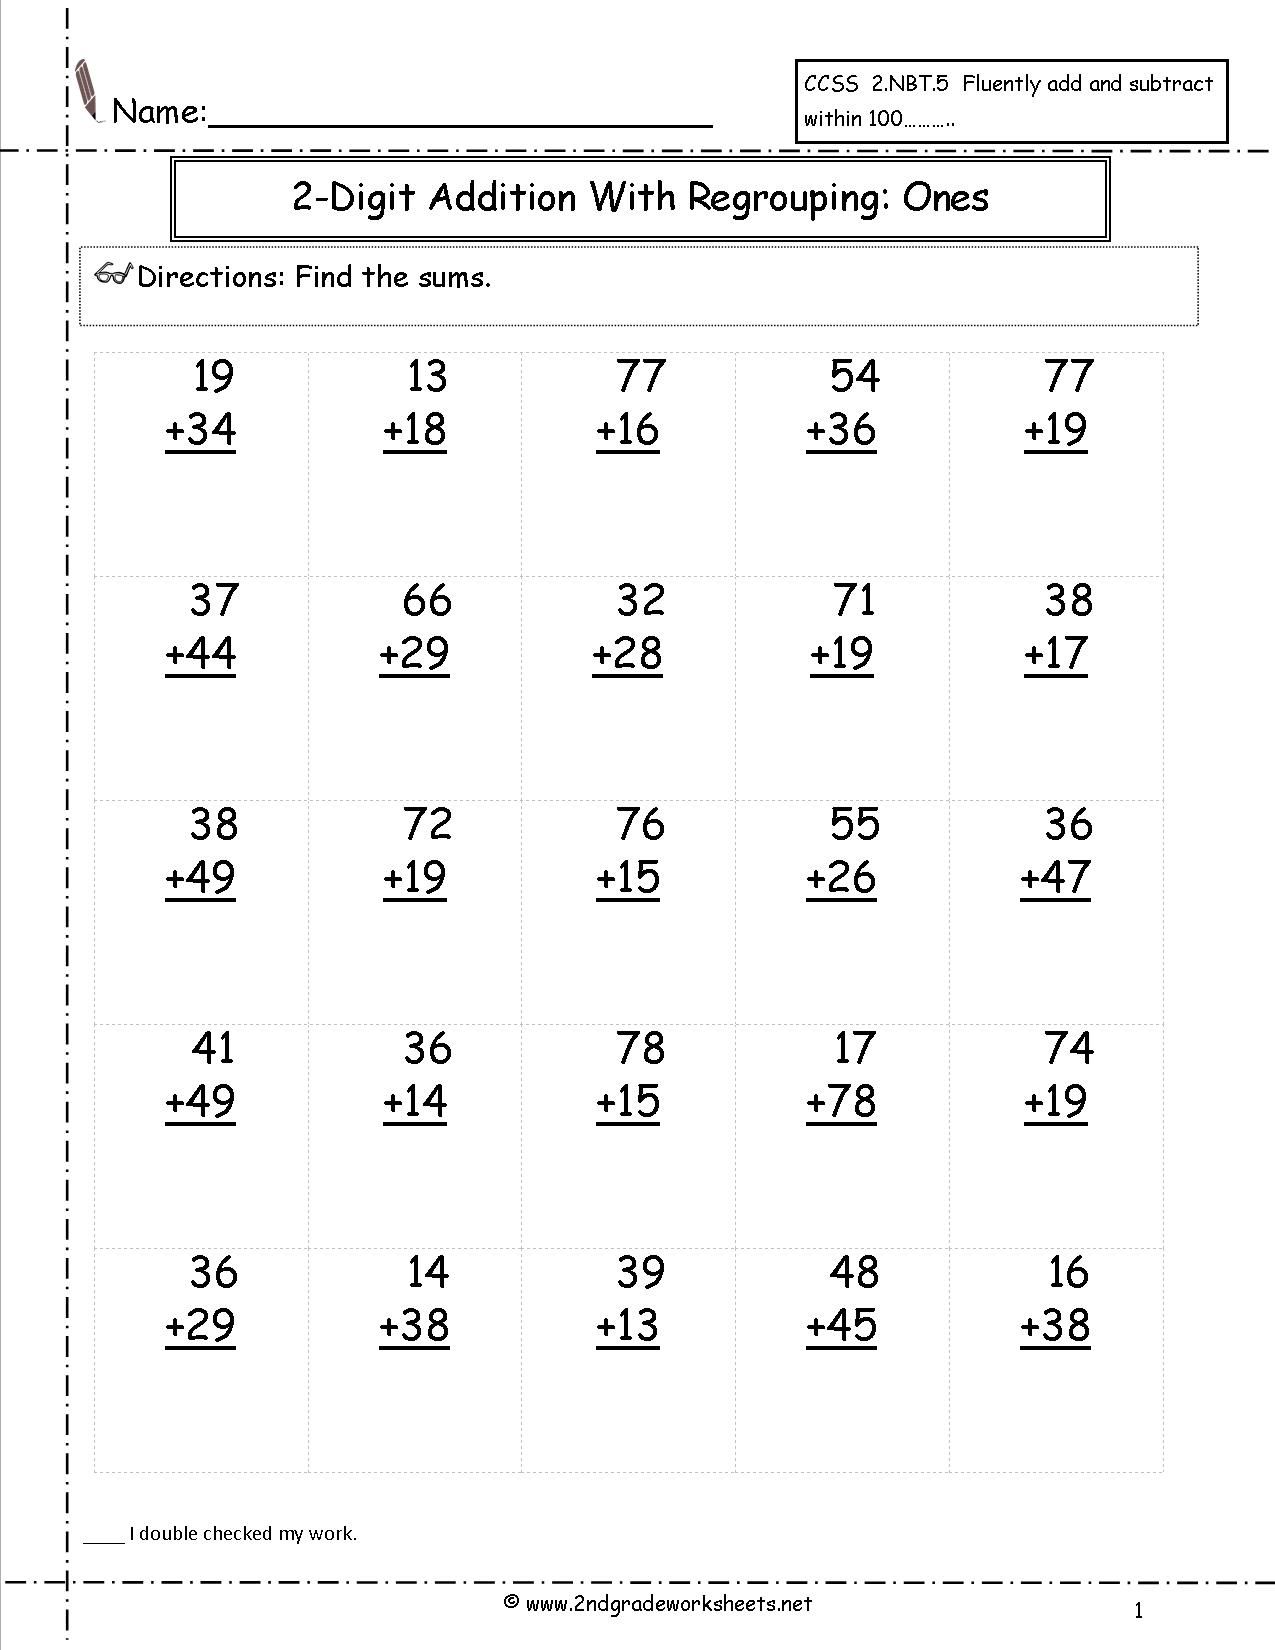 Name:
CCSS 2.NBT.5 Fluently add and subtract
within 100……….
2-Digit Addition With Regrouping: Ones
Directions: Find the sums.
19 13 77 54 77
+34 +18 +16 +36 +19
37 66 32 71 38
+44 +29 +28 +19 +17
38 72 76 55 36
+49 +19 +15 +26 +47
41 36 78 17 74
+49 +14 +15 +78 +19
36 14 39 48 16
+29 +38 +13 +45 +38
____ I double checked my work.
© www.2ndgradeworksheets.net
1